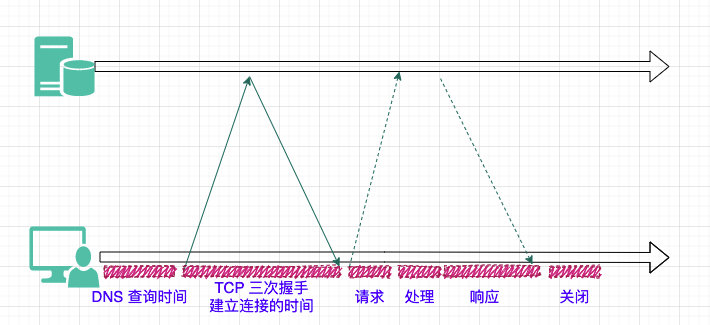 DNS 查询时间
TCP 三次握手
建立连接的时间
请求
处理
响应
关闭